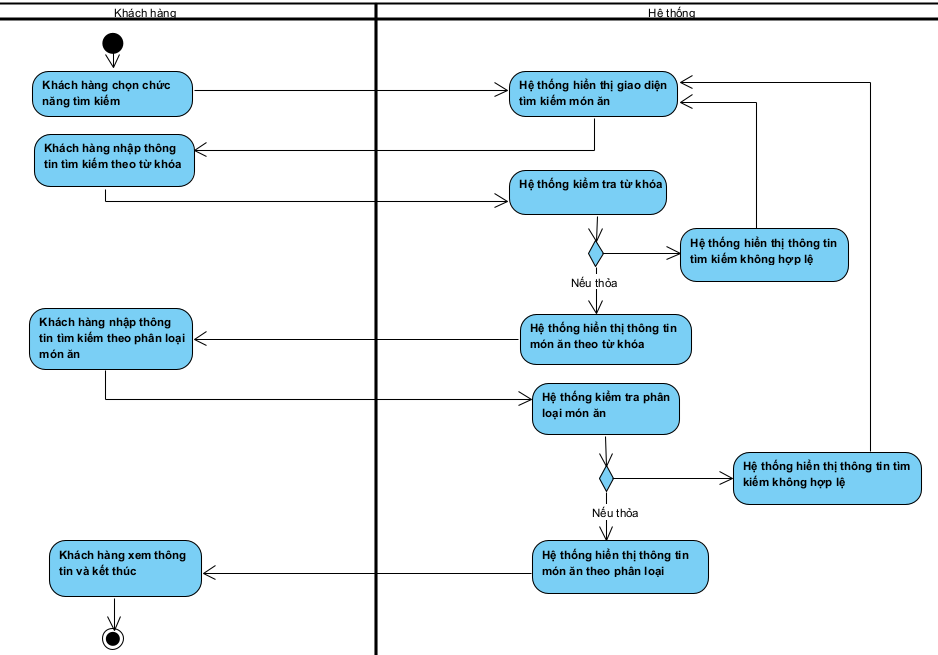 Khách hàng
Hệ thống
Khách hàng chọn chức
năng tìm kiếm
Hệ thống hiển thị giao diện
tìm kiếm món ăn
Khách hàng nhập thông
tin tìm kiếm theo từ khóa
Hệ thống kiểm tra từ khóa
Hệ thống hiển thị thông tin
tìm kiếm không hợp lệ
Nếu thỏa
Khách hàng nhập thông
tin tìm kiếm theo phân loại
món ăn
Hệ thống hiển thị thông tin
món ăn theo từ khóa
Hệ thống kiểm tra phân
loại món ăn
Hệ thống hiển thị thông tin tìm
kiếm không hợp lệ
Nếu thỏa
Khách hàng xem thông
tin và kết thúc
Hệ thống hiển thị thông tin
món ăn theo phân loại